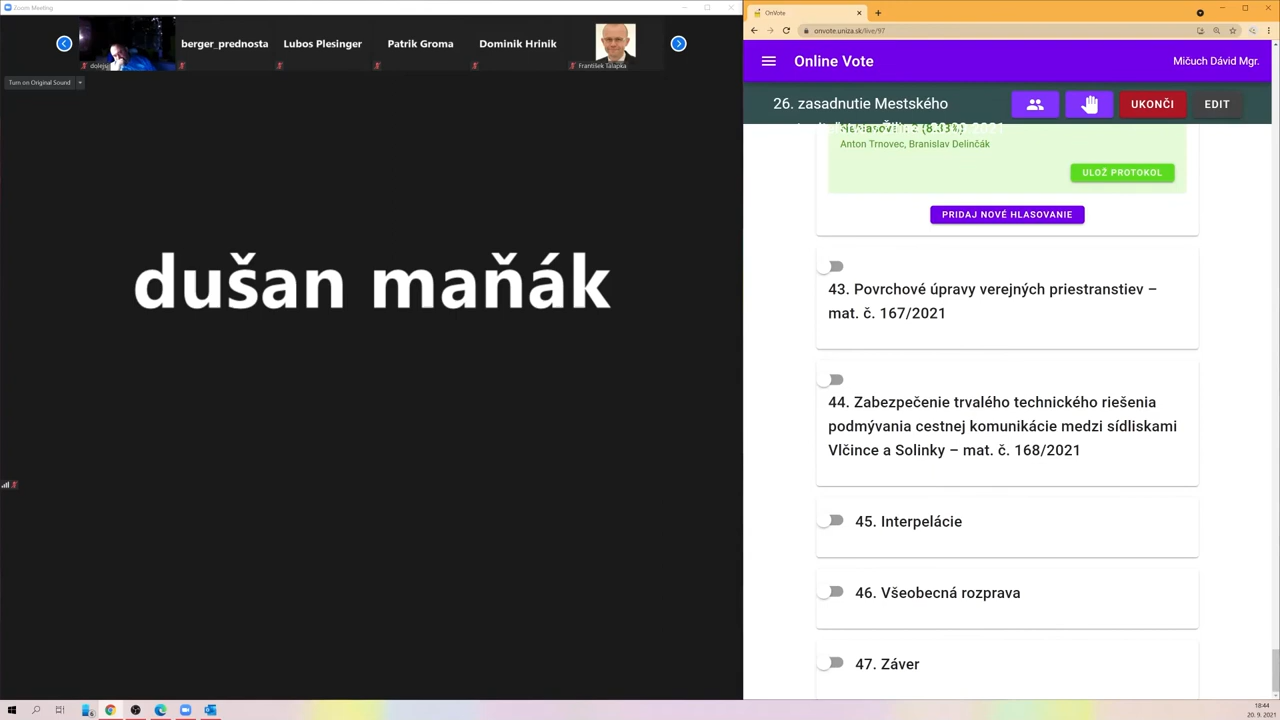 Zoom Meeting
berger_prednosta
Lubos Plesinger
Patrik Groma
Dominik Hrinik
František Talapka
Turn on Original Sound
dušan maňák
OnVote
onvote.uniza.sk/live/97
Online Vote
Mičuch Dávid Mgr.
26. zasadnutie Mestského
UKONČI
EDIT
Anton Trnovec, Branislav Delinčák
ULOŽ PROTOKOL
PRIDAJ NOVÉ HLASOVANIE
43. Povrchové úpravy verejných priestranstiev –
mat. č. 167/2021
44. Zabezpečenie trvalého technického riešenia
podmývania cestnej komunikácie medzi sídliskami
Vlčince a Solinky – mat. č. 168/2021
45. Interpelácie
46. Všeobecná rozprava
47. Záver
18:44
20. 9. 2021